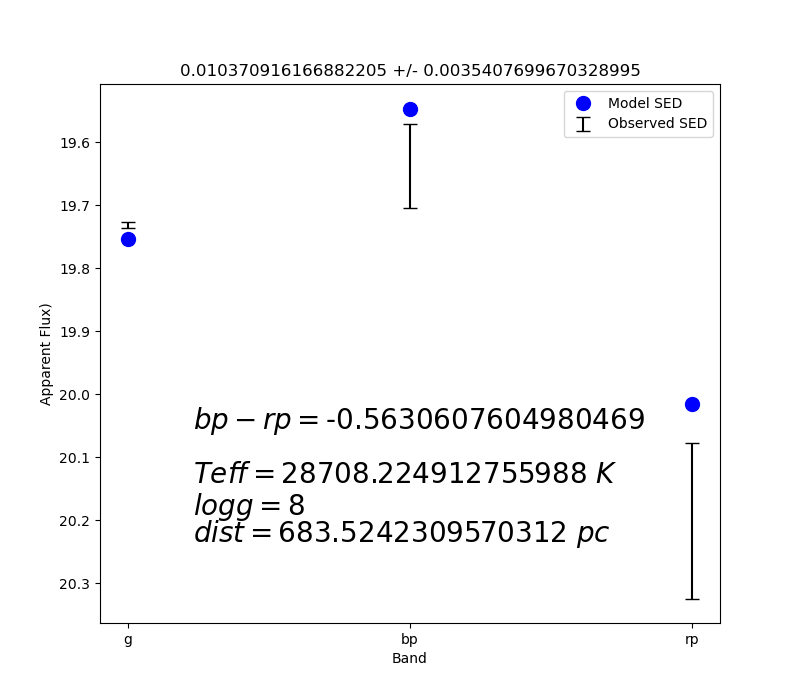 0.010370916166882205 +/- 0.0035407699670328995
Model SED
Observed SED
19.6
19.7
19.8
19.9
20.0
20.1
20.2
20.3
Apparent Flux)
bp − rp = -0.5630607604980469
Teff = 28708.224912755988 K
logg = 8
dist = 683.5242309570312 pc
g
bp
rp
Band